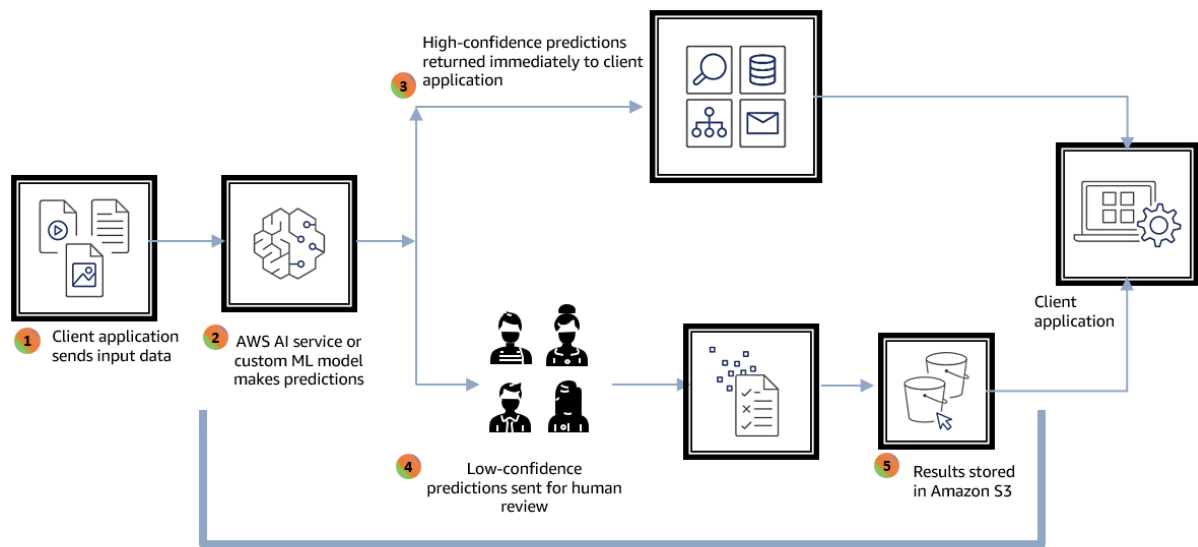 3
High-confidence predictions
returned immediately to client
application
1
Client application
sends input data
2
AWS AI service or
custom ML model
makes predictions
4
Low-confidence
predictions sent for human
review
5
Results stored
in Amazon S3
Client
application